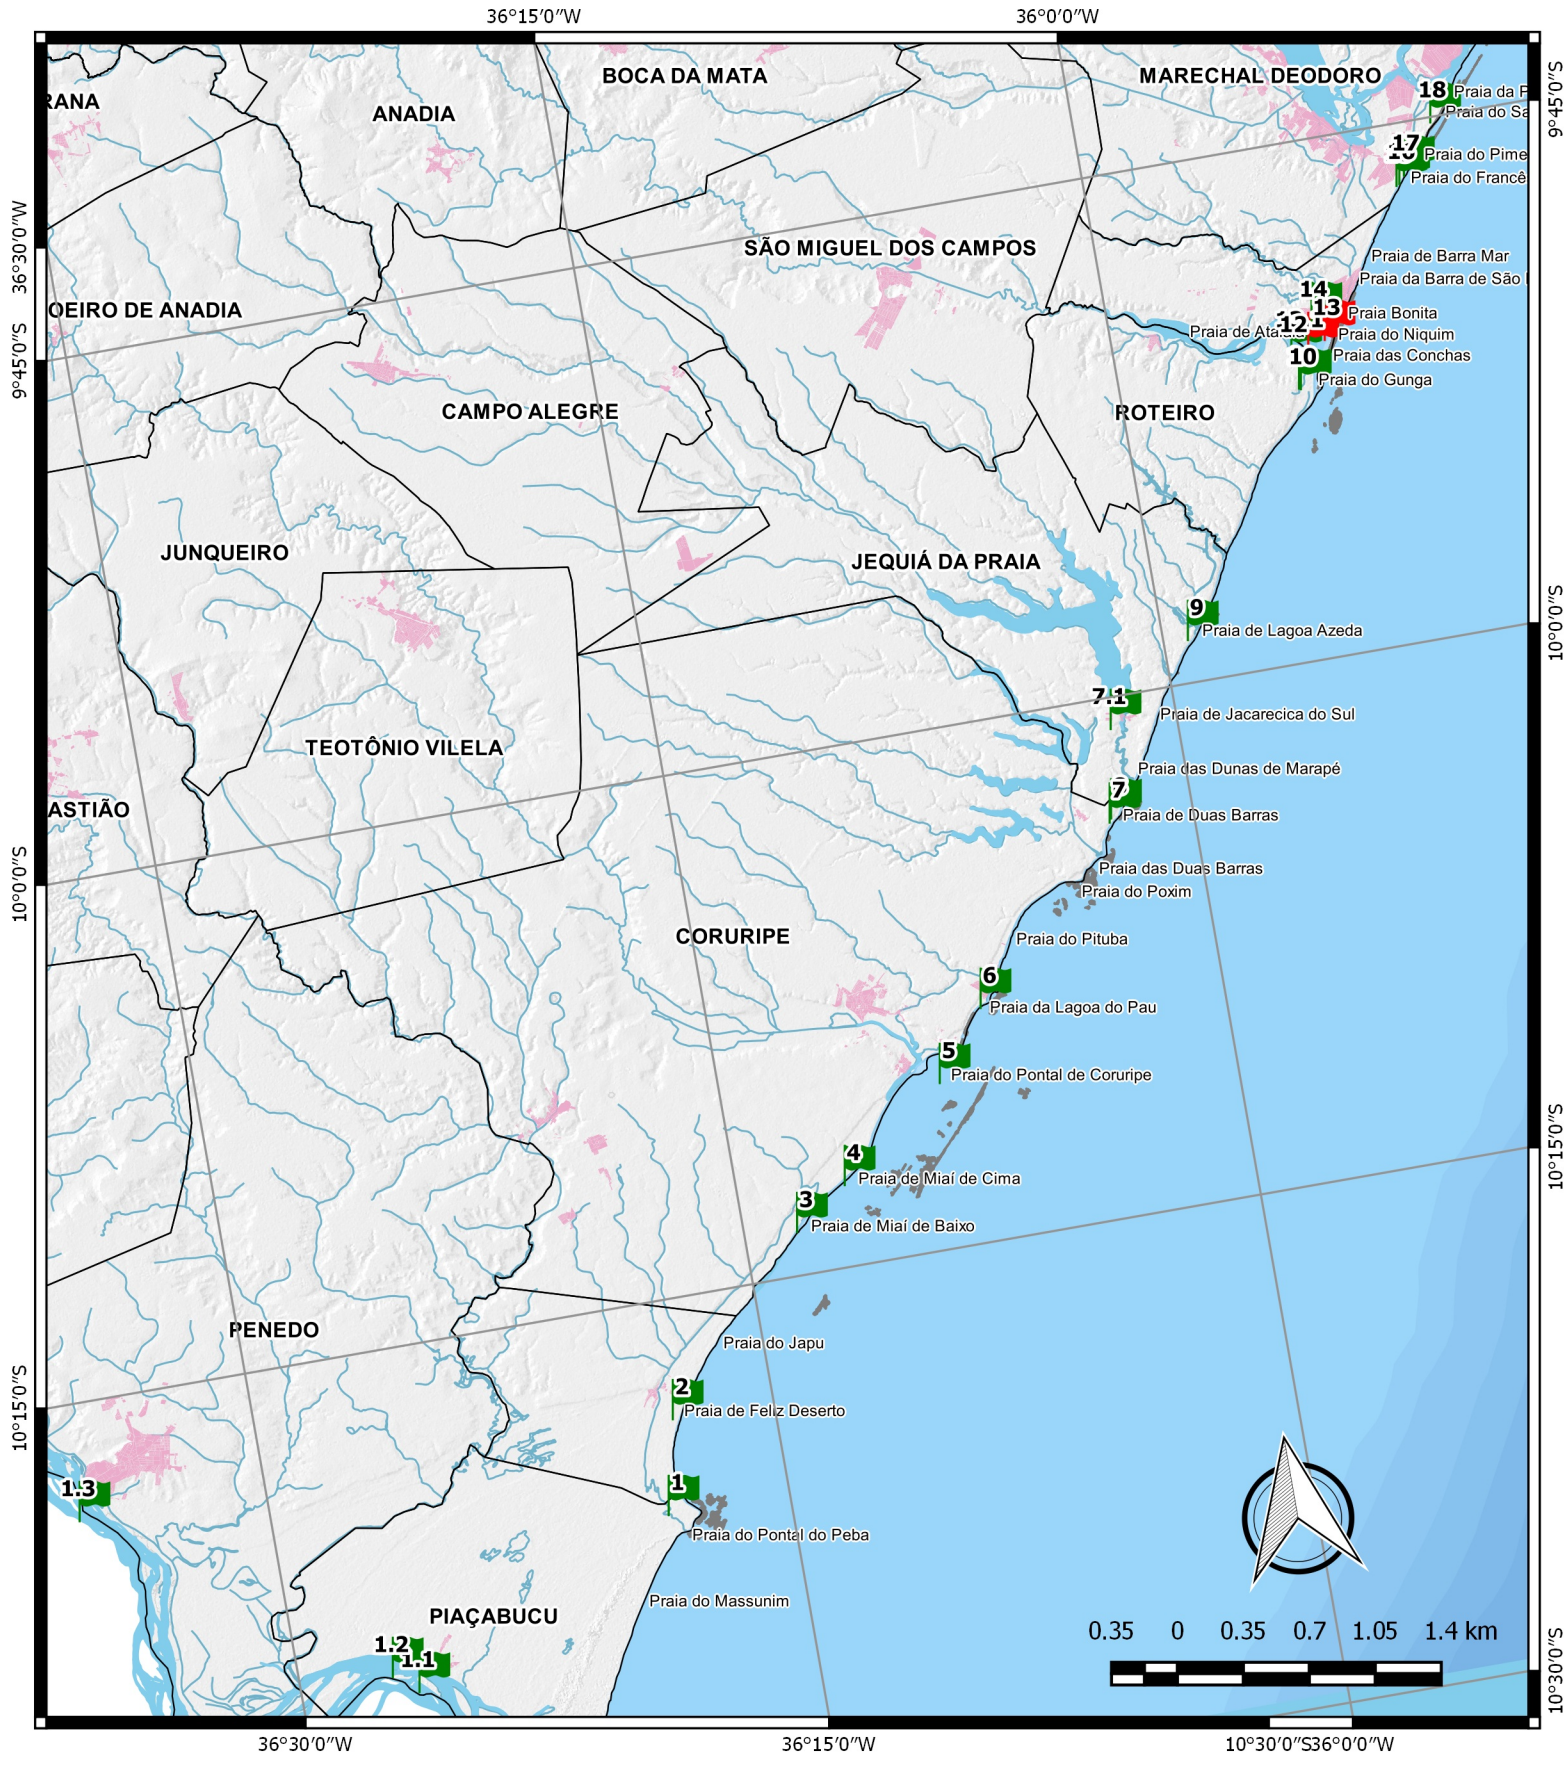 36°15'0"W
36°0'0"W
BOCA DA MATA
MARECHAL DEODORO
RANA
ANADIA
18
Praia da P
Praia do Sa
9°45'0"S
17
16
Praia do Pime
Praia do Francê
36°30'0"W
SÃO MIGUEL DOS CAMPOS
Praia de Barra Mar
Praia da Barra de São
14
13
OEIRO DE ANADIA
Praia Bonita
12
Praia de
Praia do Niquim
9°45'0"S
10
Praia das Conchas
Praia do Gunga
CAMPO ALEGRE
ROTEIRO
JUNQUEIRO
JEQUIÁ DA PRAIA
9
Praia de Lagoa Azeda
10°0'0"S
7.1
Praia de Jacarecica do Sul
TEOTÔNIO VILELA
Praia das Dunas de Marapé
7
ASTIÃO
Praia de Duas Barras
Praia das Duas Barras
10°0'0"S
Praia do Poxim
CORURIPE
Praia do Pituba
6
Praia da Lagoa do Pau
5
Praia do Pontal de Coruripe
10°15'0"S
4
Praia de Miaí de Cima
3
Praia de Miaí de Baixo
PENEDO
Praia do Japu
2
Praia de Feliz Deserto
10°15'0"S
1.3
1
Praia do Pontal do Peba
Praia do Massunim
PIAÇABUCU
1.2
1.1
0.35 0 0.35 0.7 1.05 1.4 km
10°30'0"S
36°30'0"W
36°15'0"W
10°30'0"S
36°0'0"W